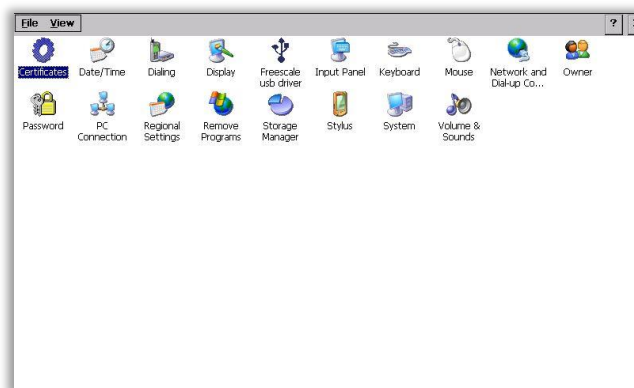 File View ?
Certificates Date/Time Dialing Display Freescale Input Panel Keyboard Mouse Network and Owner
usb driver Dial-up Co...
Password PC Regional Remove Storage Stylus System Volume &
Connection Settings Programs Manager Sounds